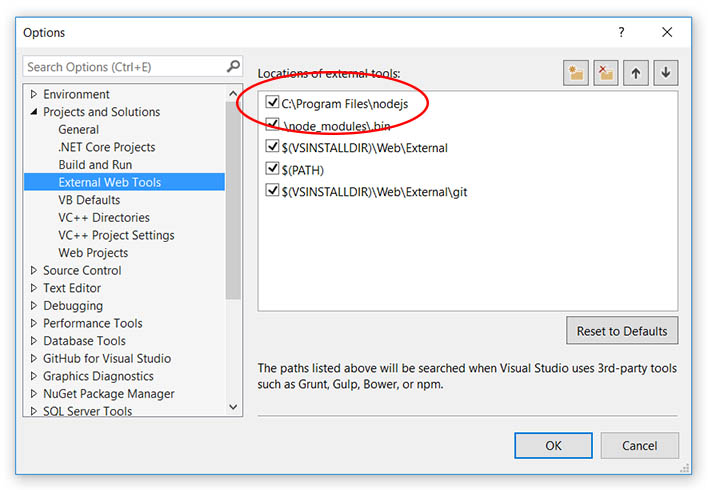 Options
?
Search Options (Ctrl+E)
Environment
Projects and Solutions
General
.NET Core Projects
Build and Run
External Web Tools
VB Defaults
VC++ Directories
VC++ Project Settings
Web Projects
Source Control
Text Editor
Debugging
Performance Tools
Database Tools
GitHub for Visual Studio
Graphics Diagnostics
NuGet Package Manager
SQL Server Tools
Locations of external tools:
C:\Program Files\nodejs
.\node_modules\.bin
$(VSINSTALLDIR)\Web\External
$(PATH)
$(VSINSTALLDIR)\Web\External\git
Reset to Defaults
The paths listed above will be searched when Visual Studio uses 3rd-party tools
such as Grunt, Gulp, Bower, or npm.
OK
Cancel